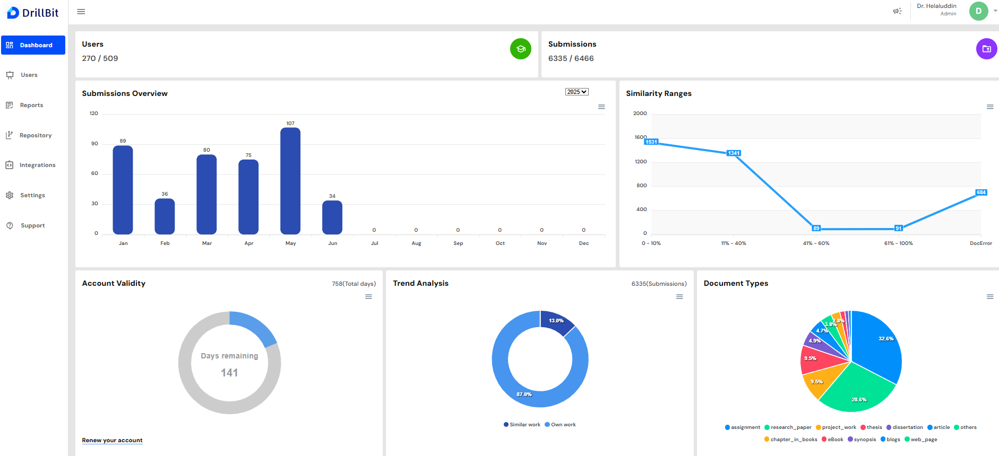 DrillBit
Dr. Helaluddin
Admin
D
Dashboard
Users
Reports
Repository
Integrations
Settings
Support
Users
270 / 509
Submissions
6335 / 6466
Submissions Overview
2025
120
90
60
30
0
89
36
80
75
107
34
0
0
0
0
0
0
Jan
Feb
Mar
Apr
May
Jun
Jul
Aug
Sep
Oct
Nov
Dec
Similarity Ranges
2000
1600
1200
800
400
0
1531
1341
89
91
684
0 - 10%
11% - 40%
41% - 60%
61% - 100%
DocError
Account Validity
758(Total days)
Days remaining
141
Renew your account
Trend Analysis
6335(Submissions)
13.0%
87.0%
Similar work
Own work
Document Types
32.6%
28.6%
9.5%
9.5%
4.9%
4.7%
3.8%
2.8%
assignment
research_paper
project_work
thesis
dissertation
article
others
chapter_in_books
eBook
synopsis
blogs
web_page